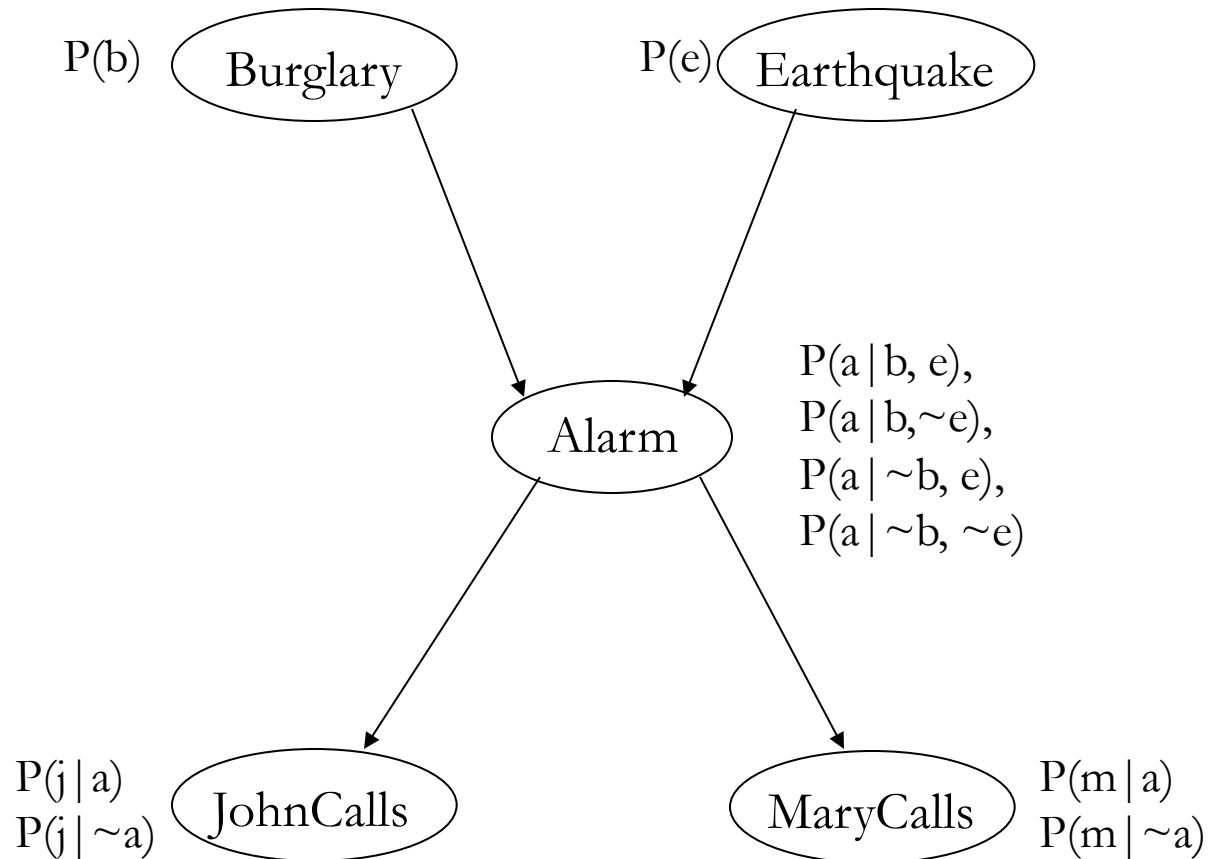 P(b)
Burglary
P(e)
Earthquake
P(a|b, e),
P(a|b,~e),
P(a|~b, e),
P(a|~b, ~e)
Alarm
P(j|a)
P(j|~a)
JohnCalls
MaryCalls
P(m|a)
P(m|~a)